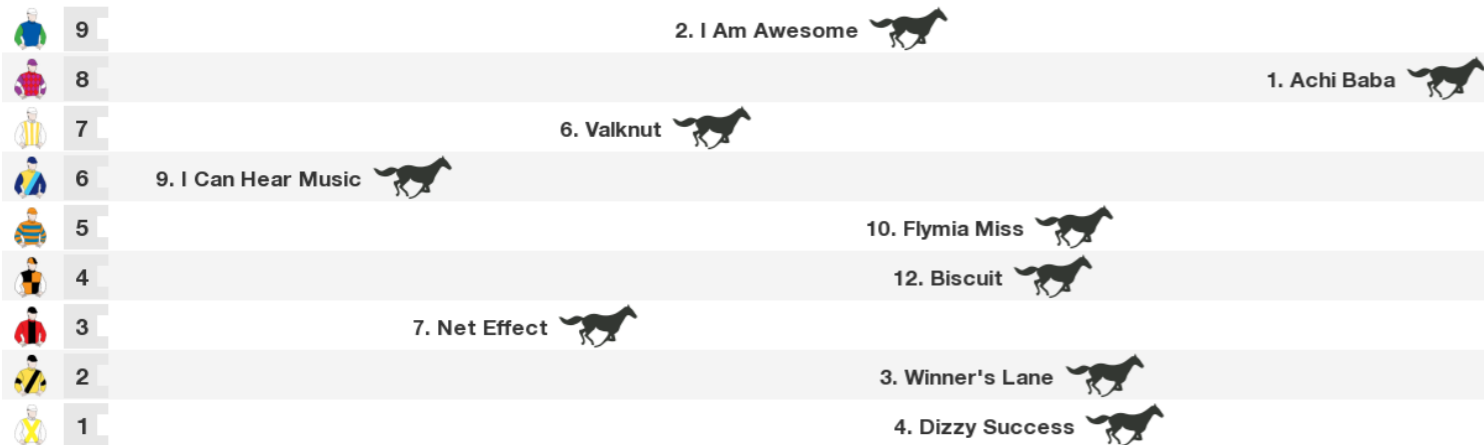 9 2. I Am Awesome
8 1. Achi Baba
7 6. Valknut
6 9. I Can Hear Music
5 10. Flymia Miss
4 12. Biscuit
3 7. Net Effect
2 3. Winner's Lane
1 4. Dizzy Success